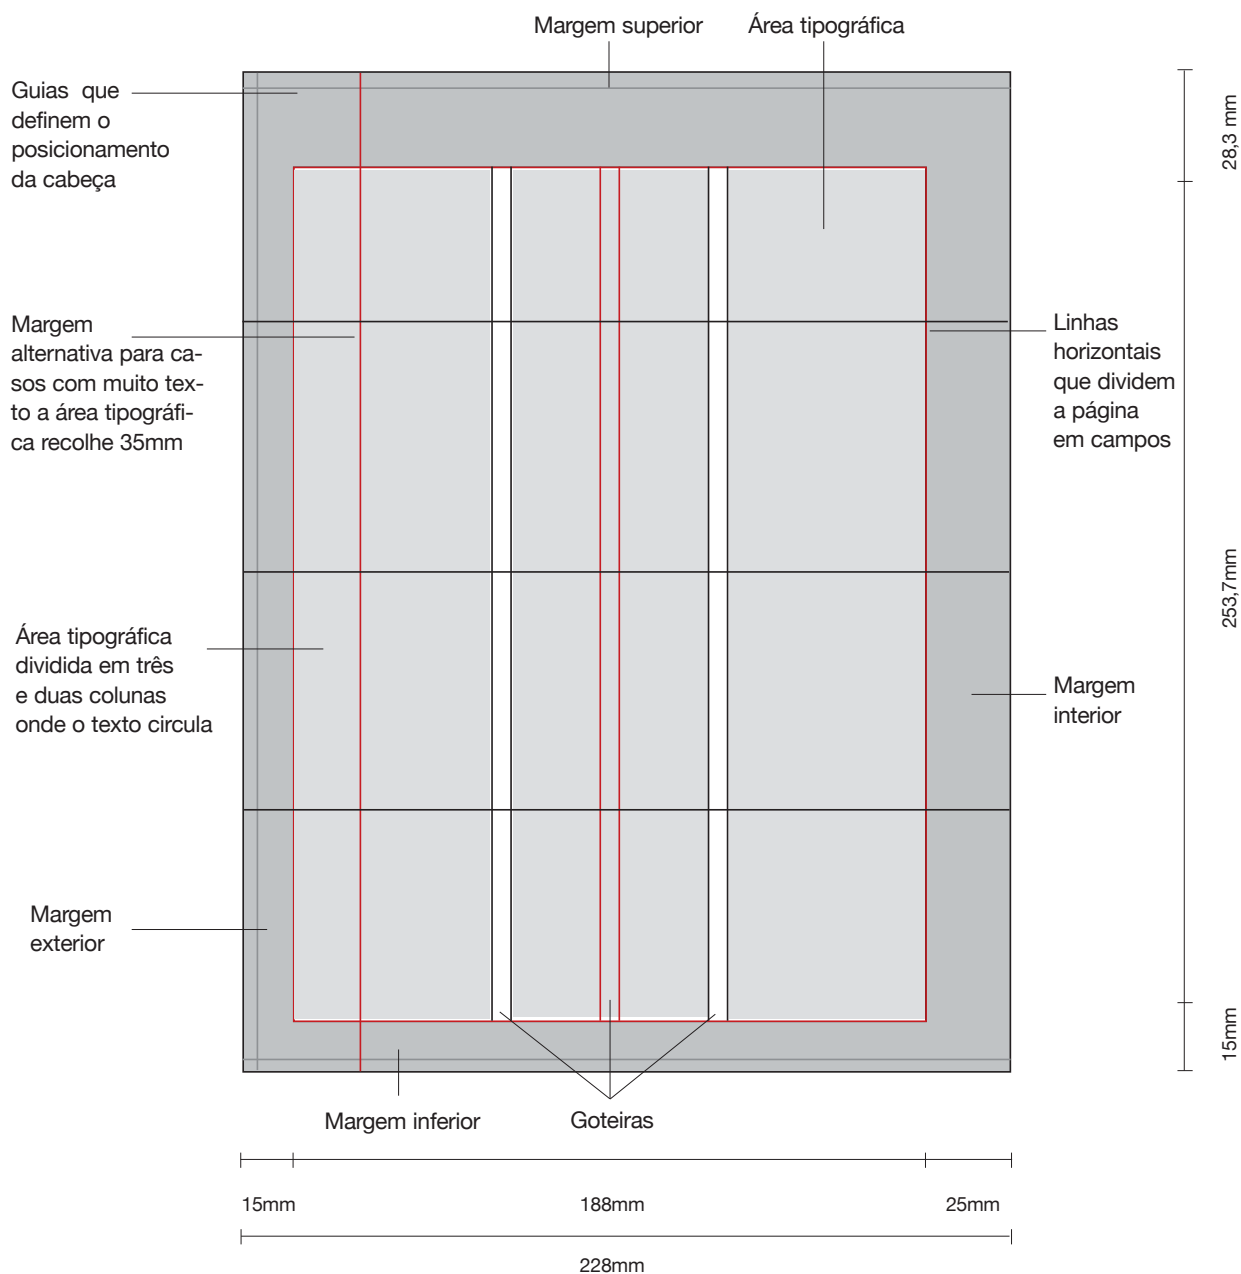 Margem superior
Área tipográfica
Guias que
definem o
posicionamento
da cabeça
28,3 mm
Margem
alternativa para ca-
sos com muito tex-
to a área tipográfi-
ca recolhe 35mm
Linhas
horizontais
que dividem
a página
em campos
253,7mm
Área tipográfica
dividida em três
e duas colunas
onde o texto circula
Margem
interior
Margem
exterior
15mm
Margem inferior
Goteiras
15mm
188mm
25mm
228mm